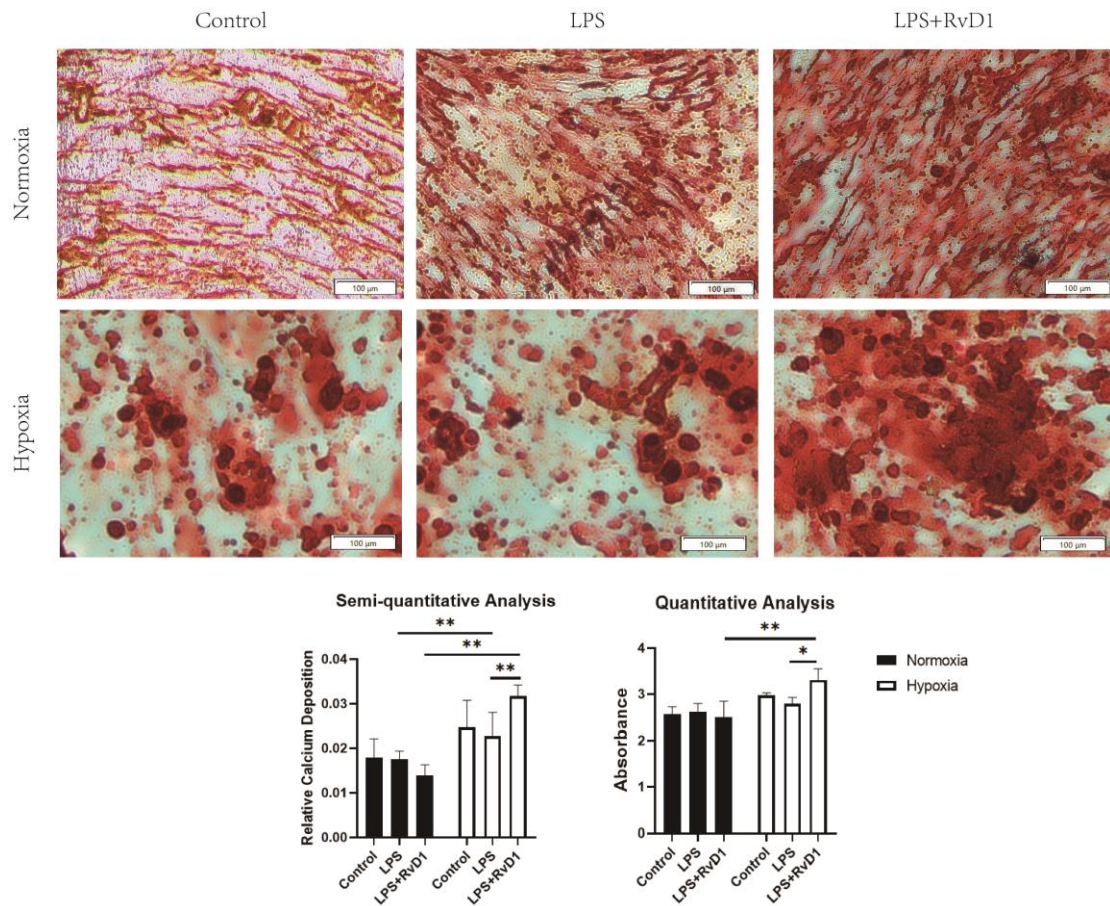 Control LPS LPS+RvD1
Normoxia
100 µm 100 µm 100 µm
Hypoxia
100 µm 100 µm 100 µm
Semi-quantitative Analysis
**
**
**
Relative Calcium Deposition
0.04
0.03
0.02
0.01
0.00
Control LPS LPS+RvD1 Control LPS LPS+RvD1
Quantitative Analysis
**
*
Absorbance
4
3
2
1
0
Control LPS LPS+RvD1 Control LPS LPS+RvD1
Normoxia
Hypoxia